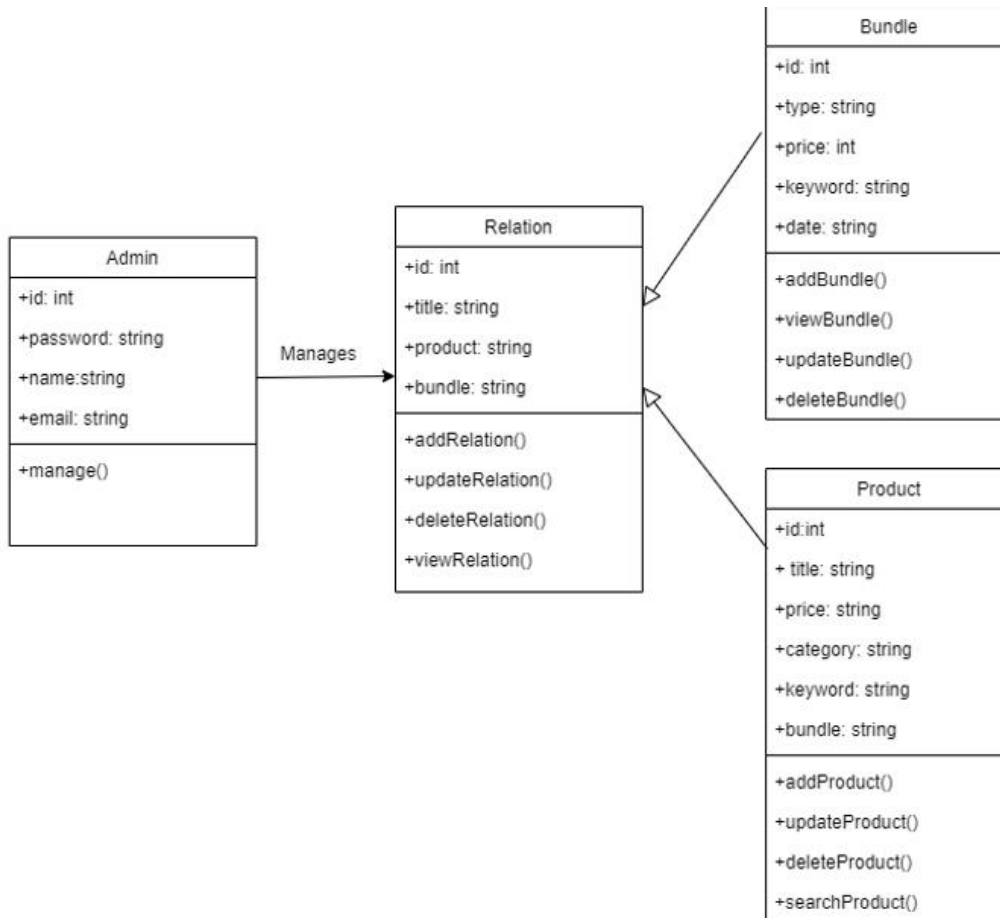 Admin
+id: int
+password: string
+name:string
+email: string
+manage()
Manages
Relation
+id: int
+title: string
+product: string
+bundle: string
+addRelation()
+updateRelation()
+deleteRelation()
+viewRelation()
Bundle
+id: int
+type: string
+price: int
+keyword: string
+date: string
+addBundle()
+viewBundle()
+updateBundle()
+deleteBundle()
Product
+id:int
+ title: string
+price: string
+category: string
+keyword: string
+bundle: string
+addProduct()
+updateProduct()
+deleteProduct()
+searchProduct()